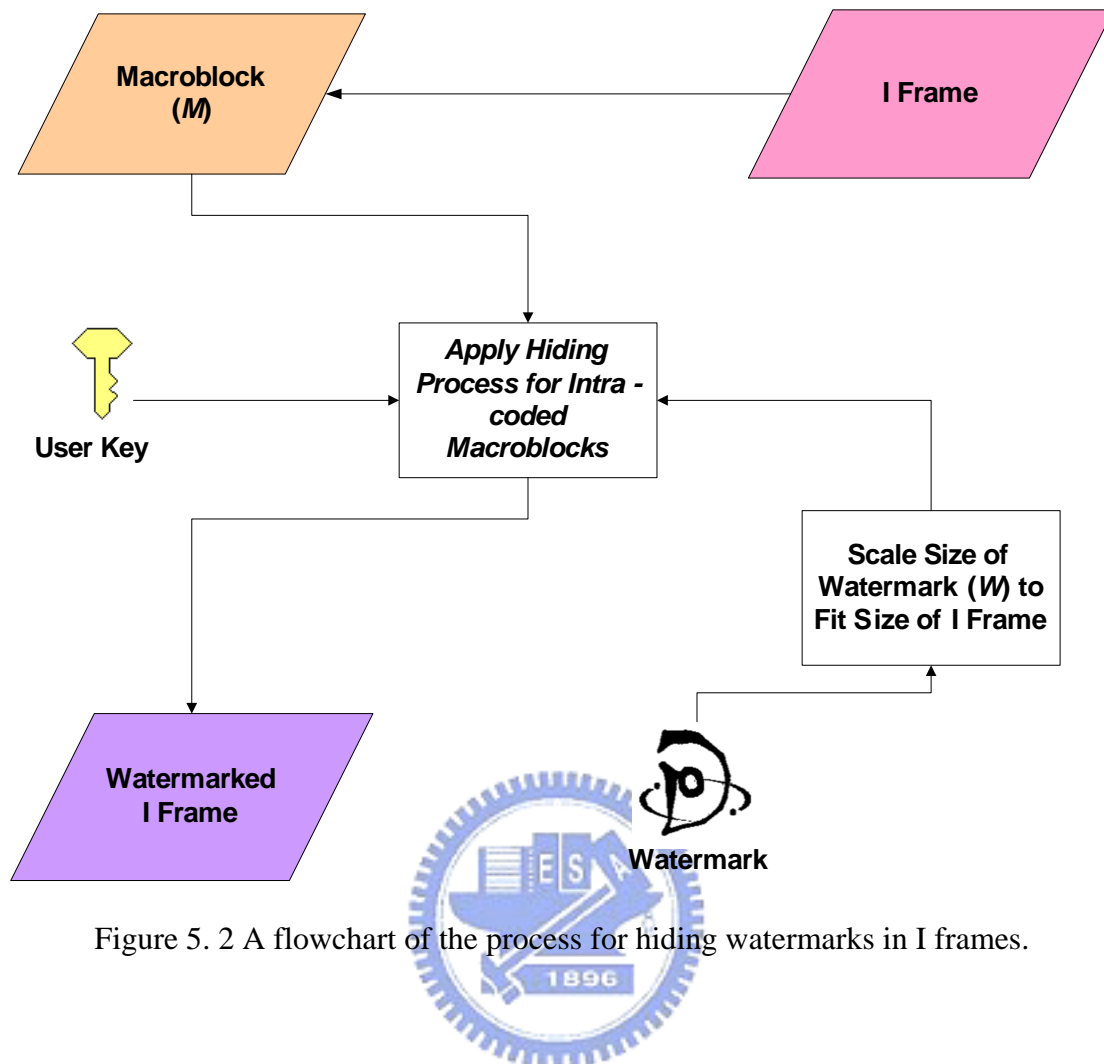 Macroblock
(M)
I Frame
Apply Hiding
Process for Intra -
coded
Macroblocks
User Key
Scale Size of
Watermark (W) to
Fit Size of I Frame
Watermarked
I Frame
Watermark
E S A
Figure 5. 2 A flowchart of the process for hiding watermarks in I frames.
1896